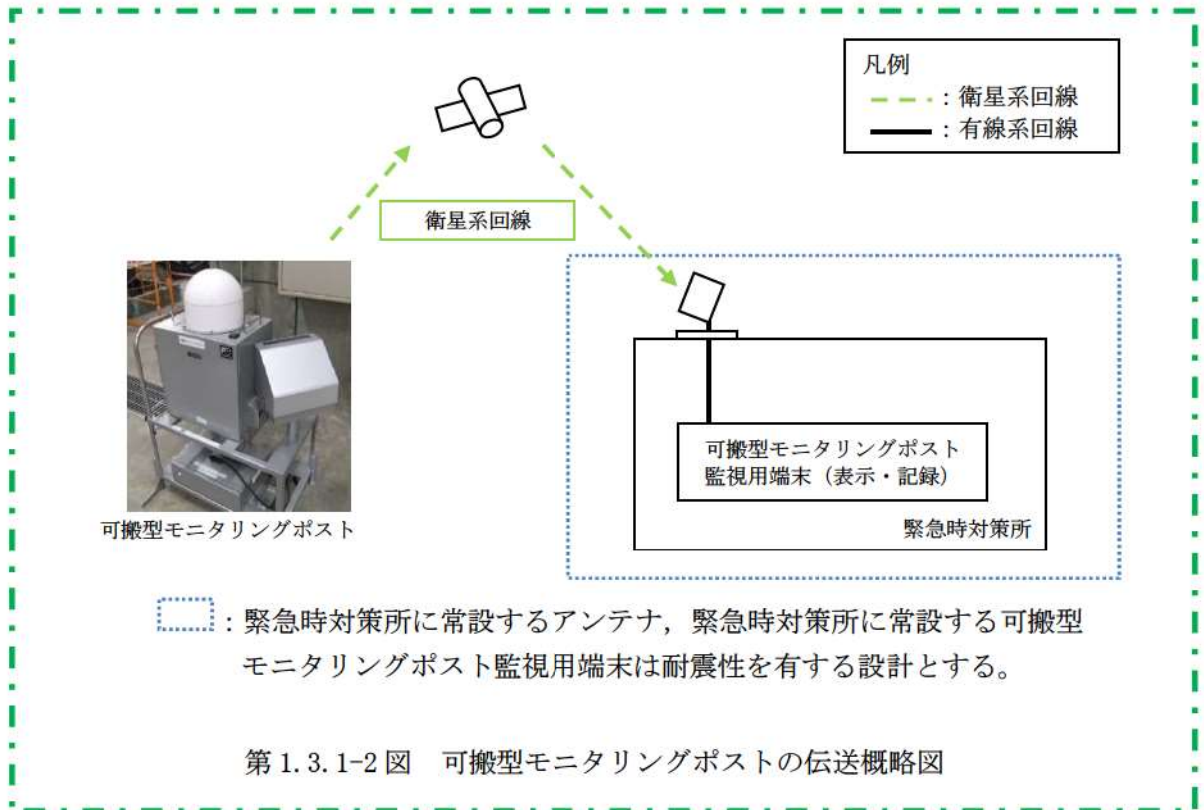 凡例
：衛星系回線
：有線系回線
衛星系回線
可搬型モニタリングポスト
可搬型モニタリングポスト
監視用端末（表示・記録）
緊急時対策所
：緊急時対策所に常設するアンテナ，緊急時対策所に常設する可搬型
モニタリングポスト監視用端末は耐震性を有する設計とする。
第1.3.1-2図　可搬型モニタリングポストの伝送概略図